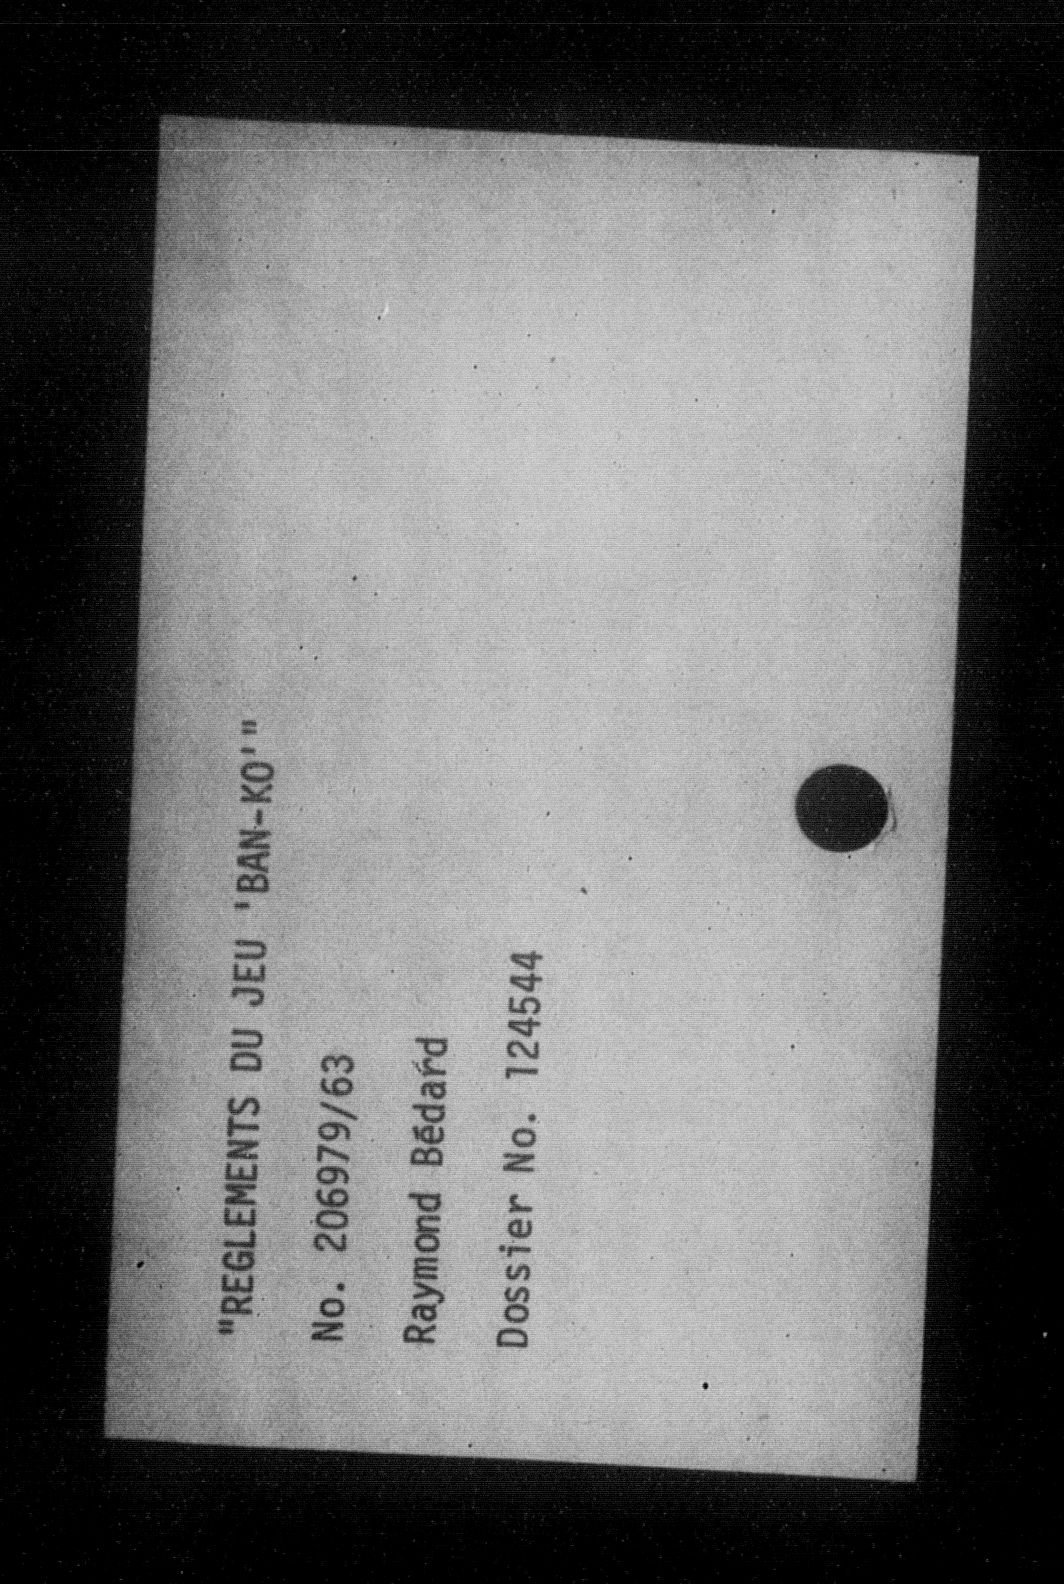 "REGLEMENTS DU JEU 'BAN-KO'"
No. 206979/63
Raymond Bédard
Dossier No. 124544